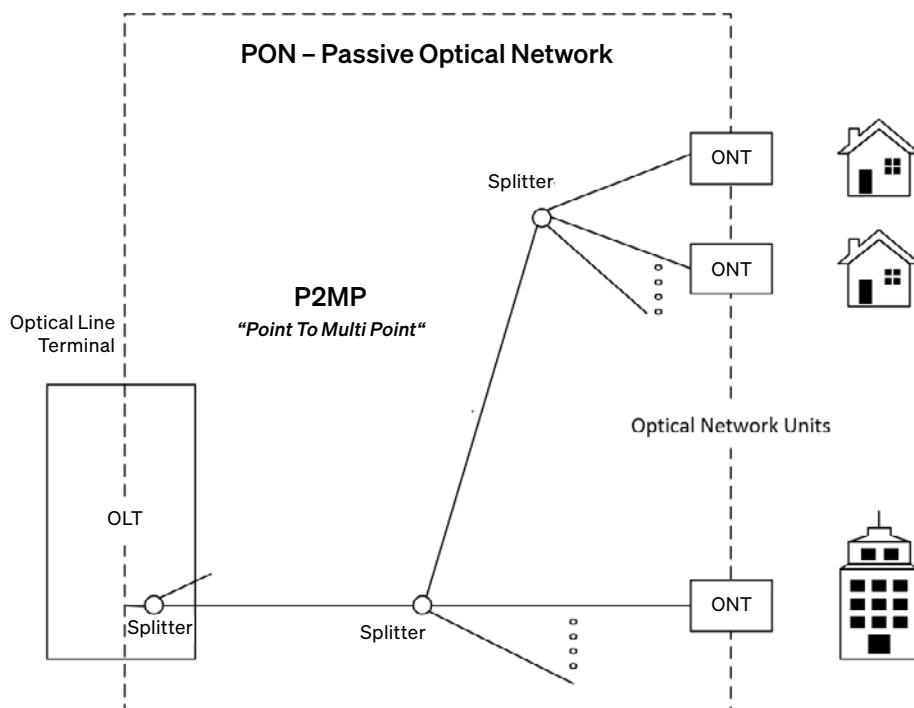 PON – Passive Optical Network
ONT
Splitter
ONT
P2MP
“Point To Multi Point“
Optical Line
Terminal
Optical Network Units
OLT
ONT
Splitter
Splitter